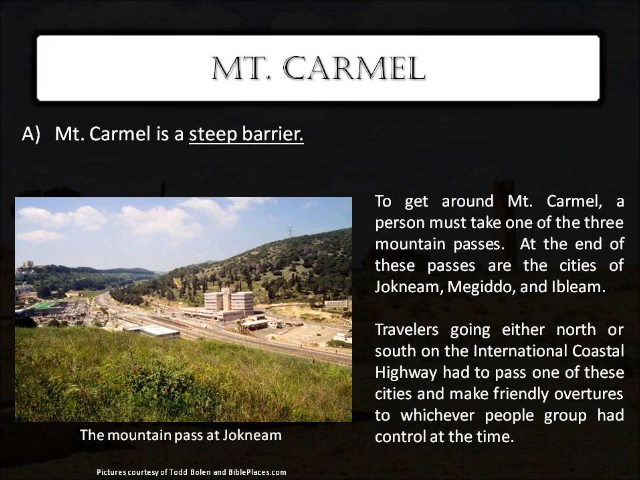 MT. CARMEL
A) Mt. Carmel is a steep barrier.
To get around Mt. Carmel, a
person must take one of the three
mountain passes. At the end of
these passes are the cities of
Jokneam, Megiddo, and Ibleam.
Travelers going either north or
south on the International Coastal
Highway had to pass one of these
cities and make friendly overtures
to whichever people group had
control at the time.
The mountain pass at Jokneam
Pictures courtesy of Todd Bolen and BiblePlaces.com